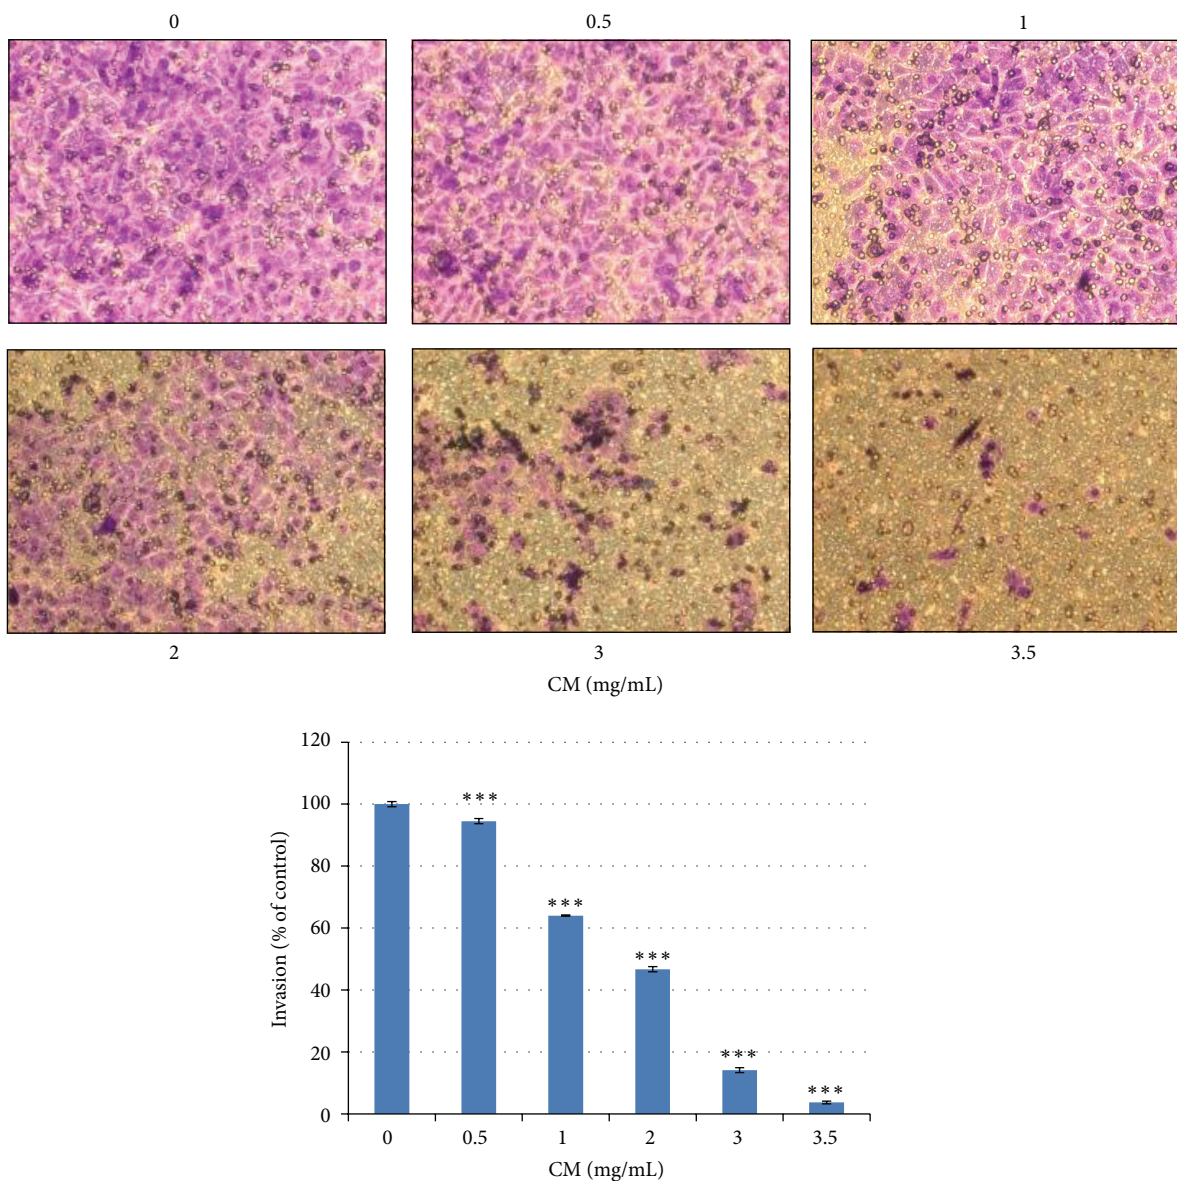 0 0.5 1
2 3 3.5
CM (mg/mL)
120
100
80
60
40
20
0
Invasion (% of control)
***
***
***
***
***
0 0.5 1 2 3 3.5
CM (mg/mL)